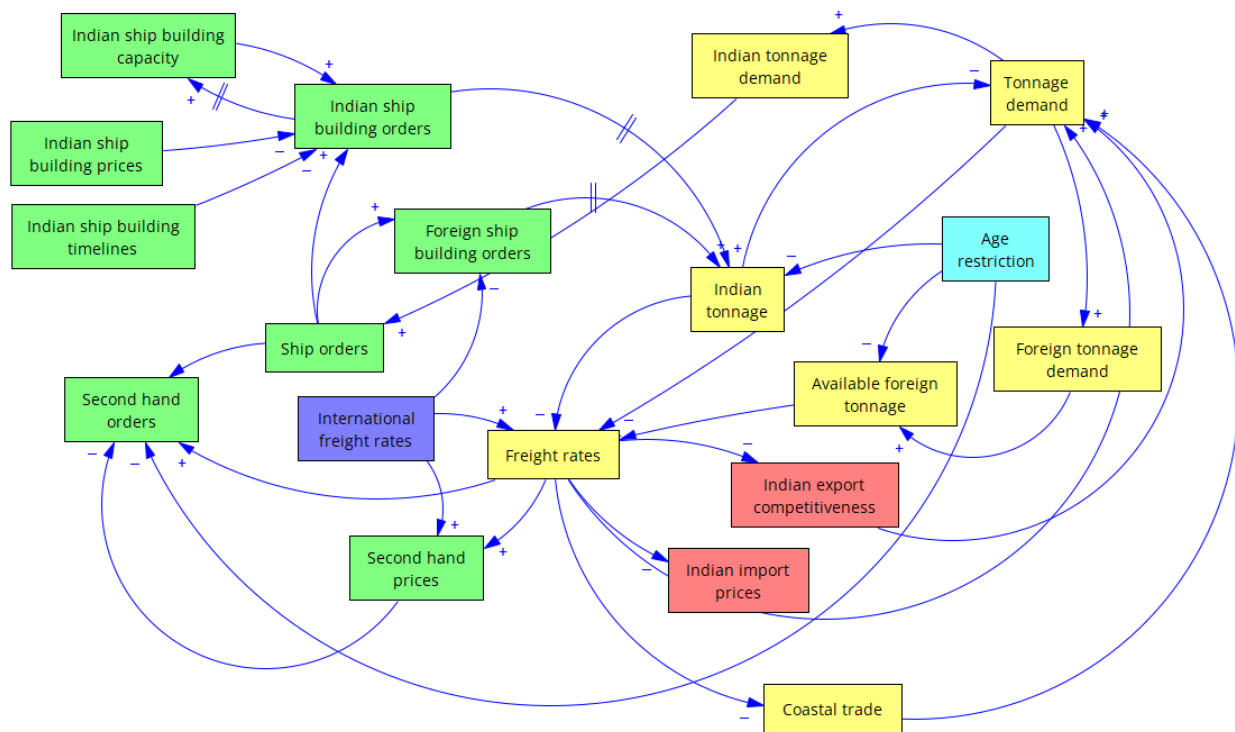 Indian ship building
capacity
Indian tonnage
demand
Tonnage
demand
Indian ship
building orders
Indian ship
building prices
Indian ship building
timelines
Foreign ship
building orders
Age
restriction
Indian
tonnage
Ship orders
Foreign tonnage
demand
Available foreign
tonnage
Second hand
orders
International
freight rates
Freight rates
Indian export
competitiveness
Second hand
prices
Indian import
prices
Coastal trade